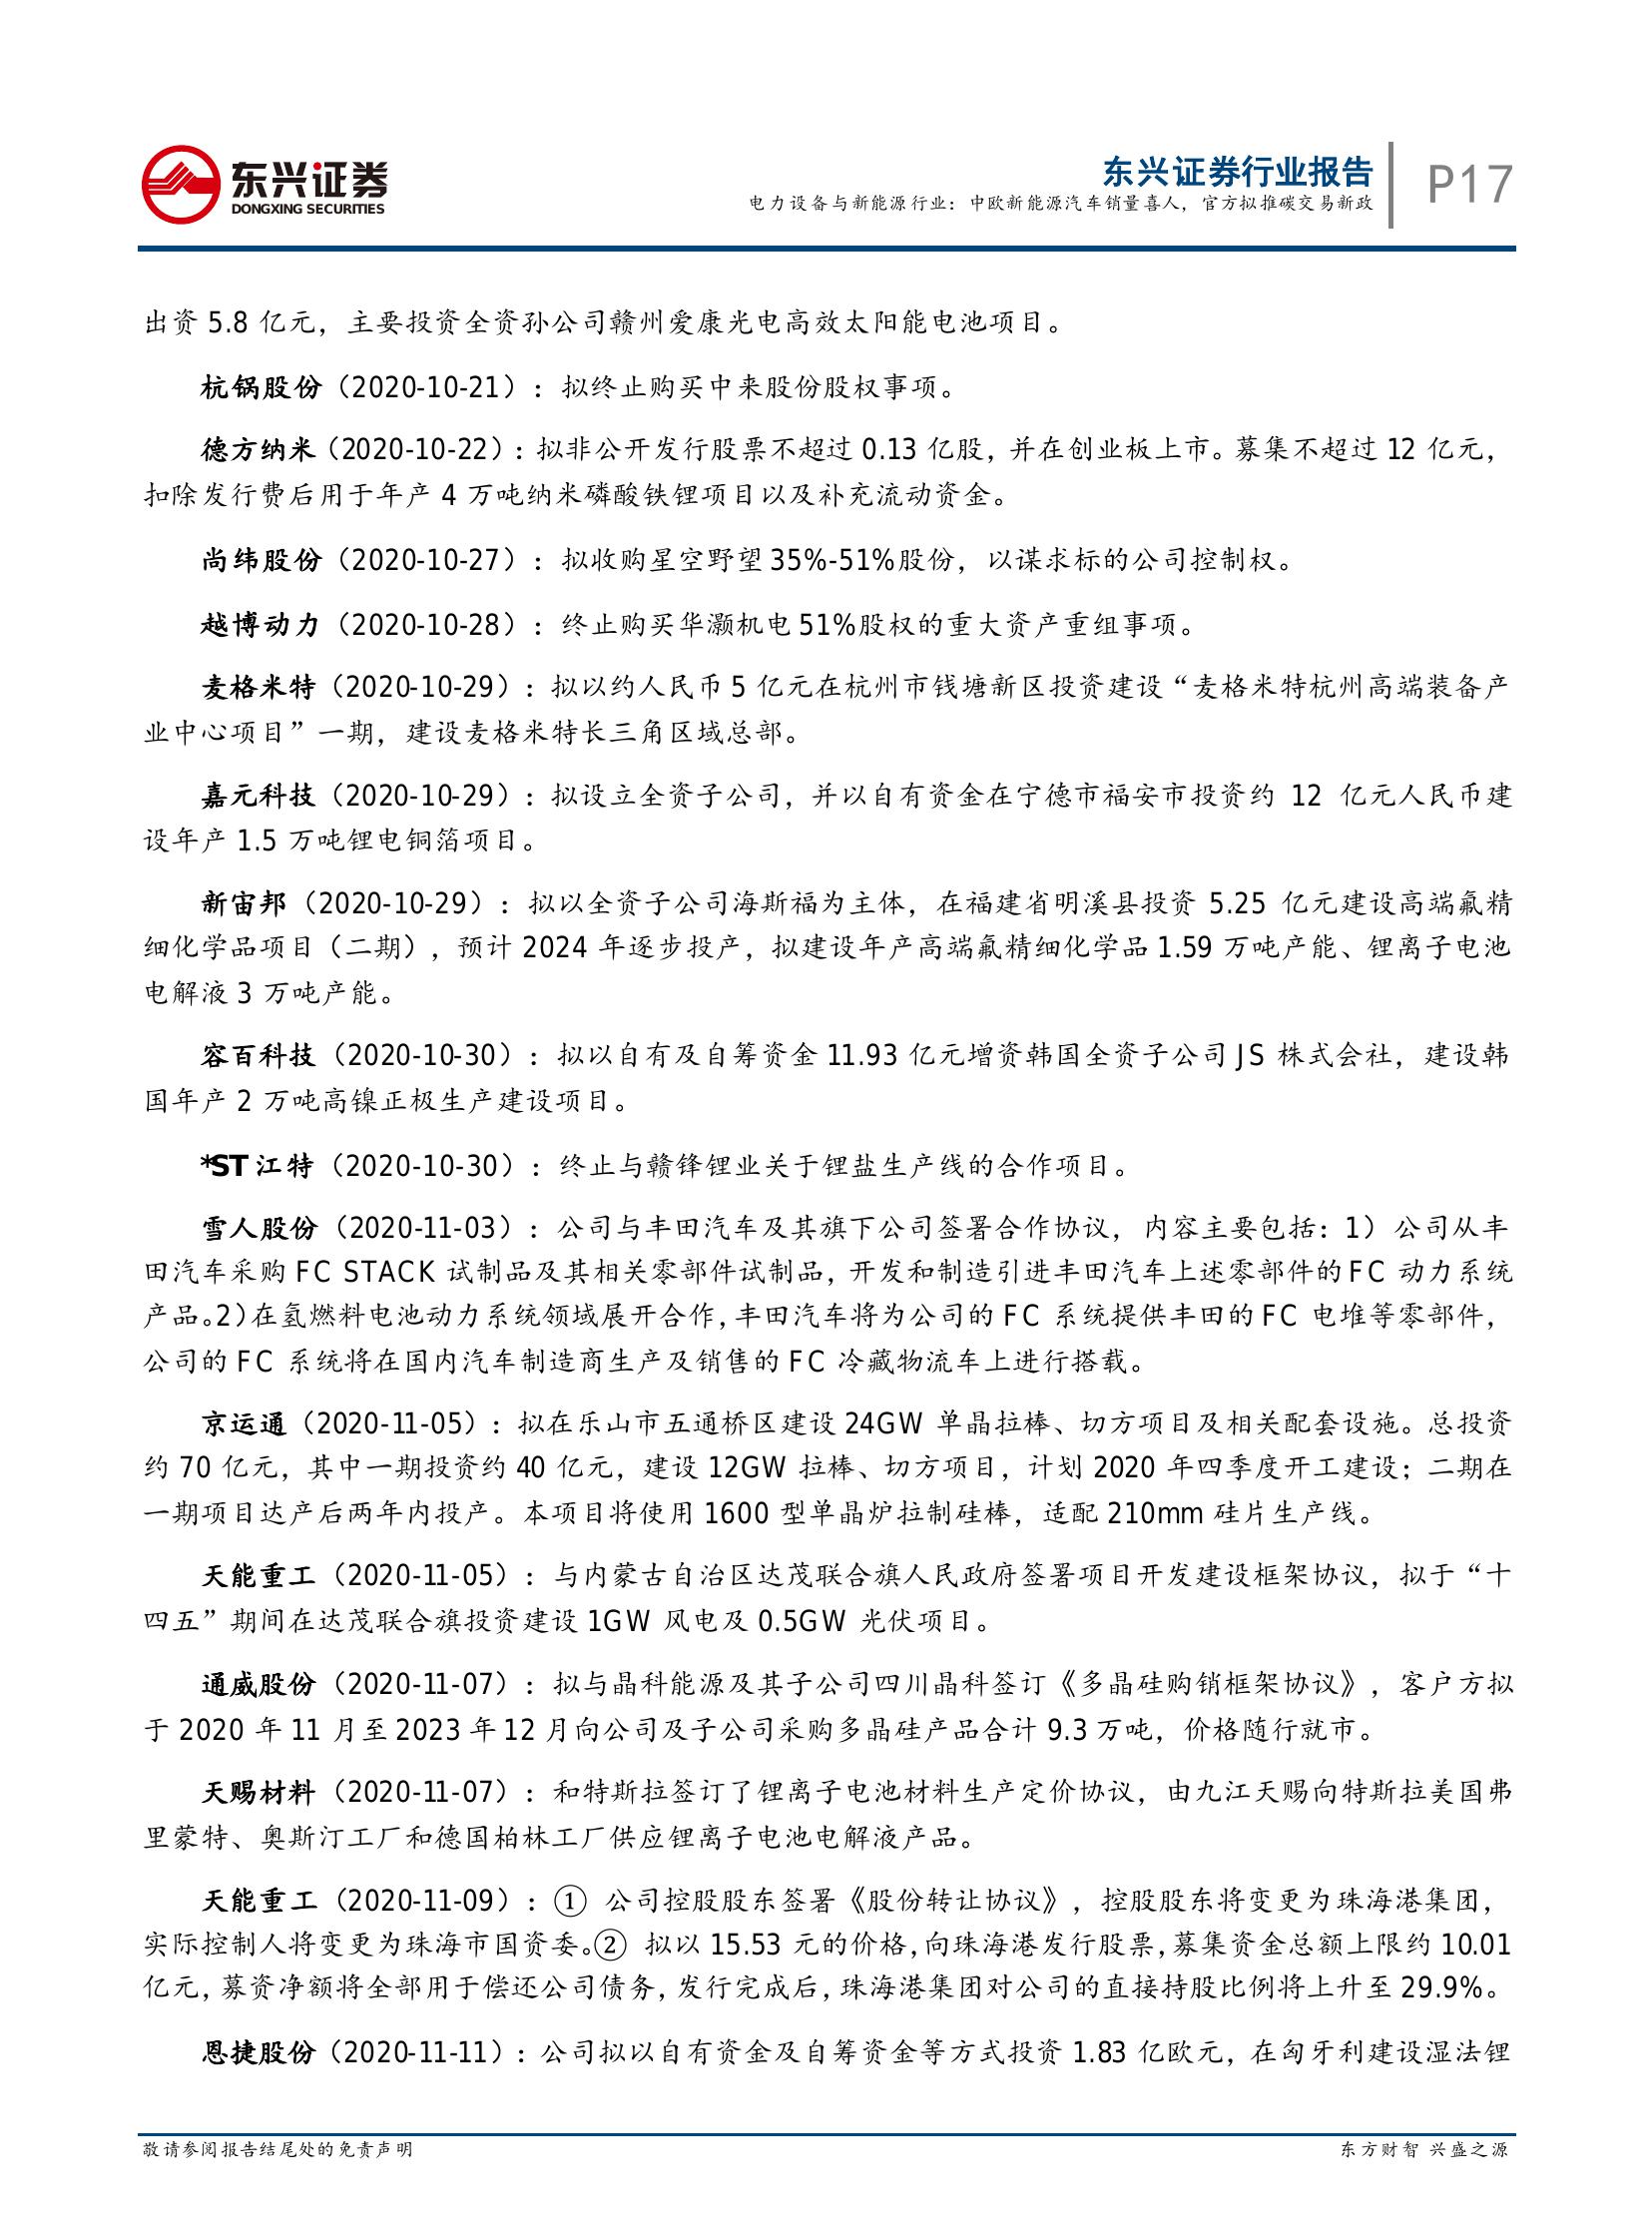 东兴证券
DONGXING SECURITIES
东兴证券行业报告
电力设备与新能源行业：中欧新能源汽车销量喜人，官方拟推碳交易新政
P17
出资 5.8 亿元，主要投资全资孙公司赣州爱康光电高效太阳能电池项目。
杭锅股份（2020-10-21）：拟终止购买中来股份股权事项。
德方纳米（2020-10-22）：拟非公开发行股票不超过 0.13 亿股，并在创业板上市。募集不超过 12 亿元，
扣除发行费后用于年产 4 万吨纳米磷酸铁锂项目以及补充流动资金。
尚纬股份（2020-10-27）：拟收购星空野望 35%-51%股份，以谋求标的公司控制权。
越博动力（2020-10-28）：终止购买华灏机电 51%股权的重大资产重组事项。
麦格米特（2020-10-29）：拟以约人民币 5 亿元在杭州市钱塘新区投资建设“麦格米特杭州高端装备产
业中心项目”一期，建设麦格米特长三角区域总部。
嘉元科技（2020-10-29）：拟设立全资子公司，并以自有资金在宁德市福安市投资约 12 亿元人民币建
设年产 1.5 万吨锂电铜箔项目。
新宙邦（2020-10-29）：拟以全资子公司海斯福为主体，在福建省明溪县投资 5.25 亿元建设高端氟精
细化学品项目（二期），预计 2024 年逐步投产，拟建设年产高端氟精细化学品 1.59 万吨产能、锂离子电池
电解液 3 万吨产能。
容百科技（2020-10-30）：拟以自有及自筹资金 11.93 亿元增资韩国全资子公司 JS 株式会社，建设韩
国年产 2 万吨高镍正极生产建设项目。
*ST 江特（2020-10-30）：终止与赣锋锂业关于锂盐生产线的合作项目。
雪人股份（2020-11-03）：公司与丰田汽车及其旗下公司签署合作协议，内容主要包括：1）公司从丰
田汽车采购 FC STACK 试制品及其相关零部件试制品，开发和制造引进丰田汽车上述零部件的 FC 动力系统
产品。2）在氢燃料电池动力系统领域展开合作，丰田汽车将为公司的 FC 系统提供丰田的 FC 电堆等零部件，
公司的 FC 系统将在国内汽车制造商生产及销售的 FC 冷藏物流车上进行搭载。
京运通（2020-11-05）：拟在乐山市五通桥区建设 24GW 单晶拉棒、切方项目及相关配套设施。总投资
约 70 亿元，其中一期投资约 40 亿元，建设 12GW 拉棒、切方项目，计划 2020 年四季度开工建设；二期在
一期项目达产后两年内投产。本项目将使用 1600 型单晶炉拉制硅棒，适配 210mm 硅片生产线。
天能重工（2020-11-05）：与内蒙古自治区达茂联合旗人民政府签署项目开发建设框架协议，拟于“十
四五”期间在达茂联合旗投资建设 1GW 风电及 0.5GW 光伏项目。
通威股份（2020-11-07）：拟与晶科能源及其子公司四川晶科签订《多晶硅购销框架协议》，客户方拟
于 2020 年 11 月至 2023 年 12 月向公司及子公司采购多晶硅产品合计 9.3 万吨，价格随行就市。
天赐材料（2020-11-07）：和特斯拉签订了锂离子电池材料生产定价协议，由九江天赐向特斯拉美国弗
里蒙特、奥斯汀工厂和德国柏林工厂供应锂离子电池电解液产品。
天能重工（2020-11-09）：① 公司控股股东签署《股份转让协议》，控股股东将变更为珠海港集团，
实际控制人将变更为珠海市国资委。② 拟以 15.53 元的价格，向珠海港发行股票，募集资金总额上限约 10.01
亿元，募资净额将全部用于偿还公司债务，发行完成后，珠海港集团对公司的直接持股比例将上升至 29.9%。
恩捷股份（2020-11-11）：公司拟以自有资金及自筹资金等方式投资 1.83 亿欧元，在匈牙利建设湿法锂
敬请参阅报告结尾处的免责声明
东方财智 兴盛之源